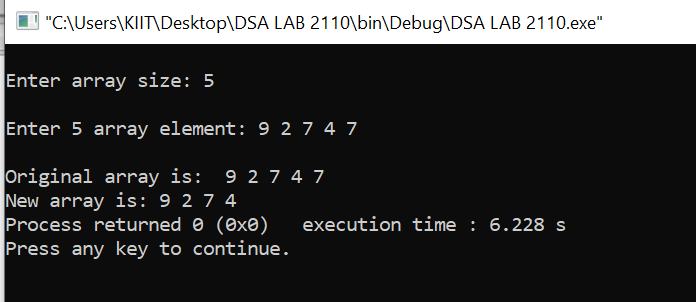 "C:\Users\KIIT\Desktop\DSA LAB 2110\bin\Debug\DSA LAB 2110.exe"
Enter array size: 5
Enter 5 array element: 9 2 7 4 7
Original array is:  9 2 7 4 7
New array is: 9 2 7 4
Process returned 0 (0x0)   execution time : 6.228 s
Press any key to continue.